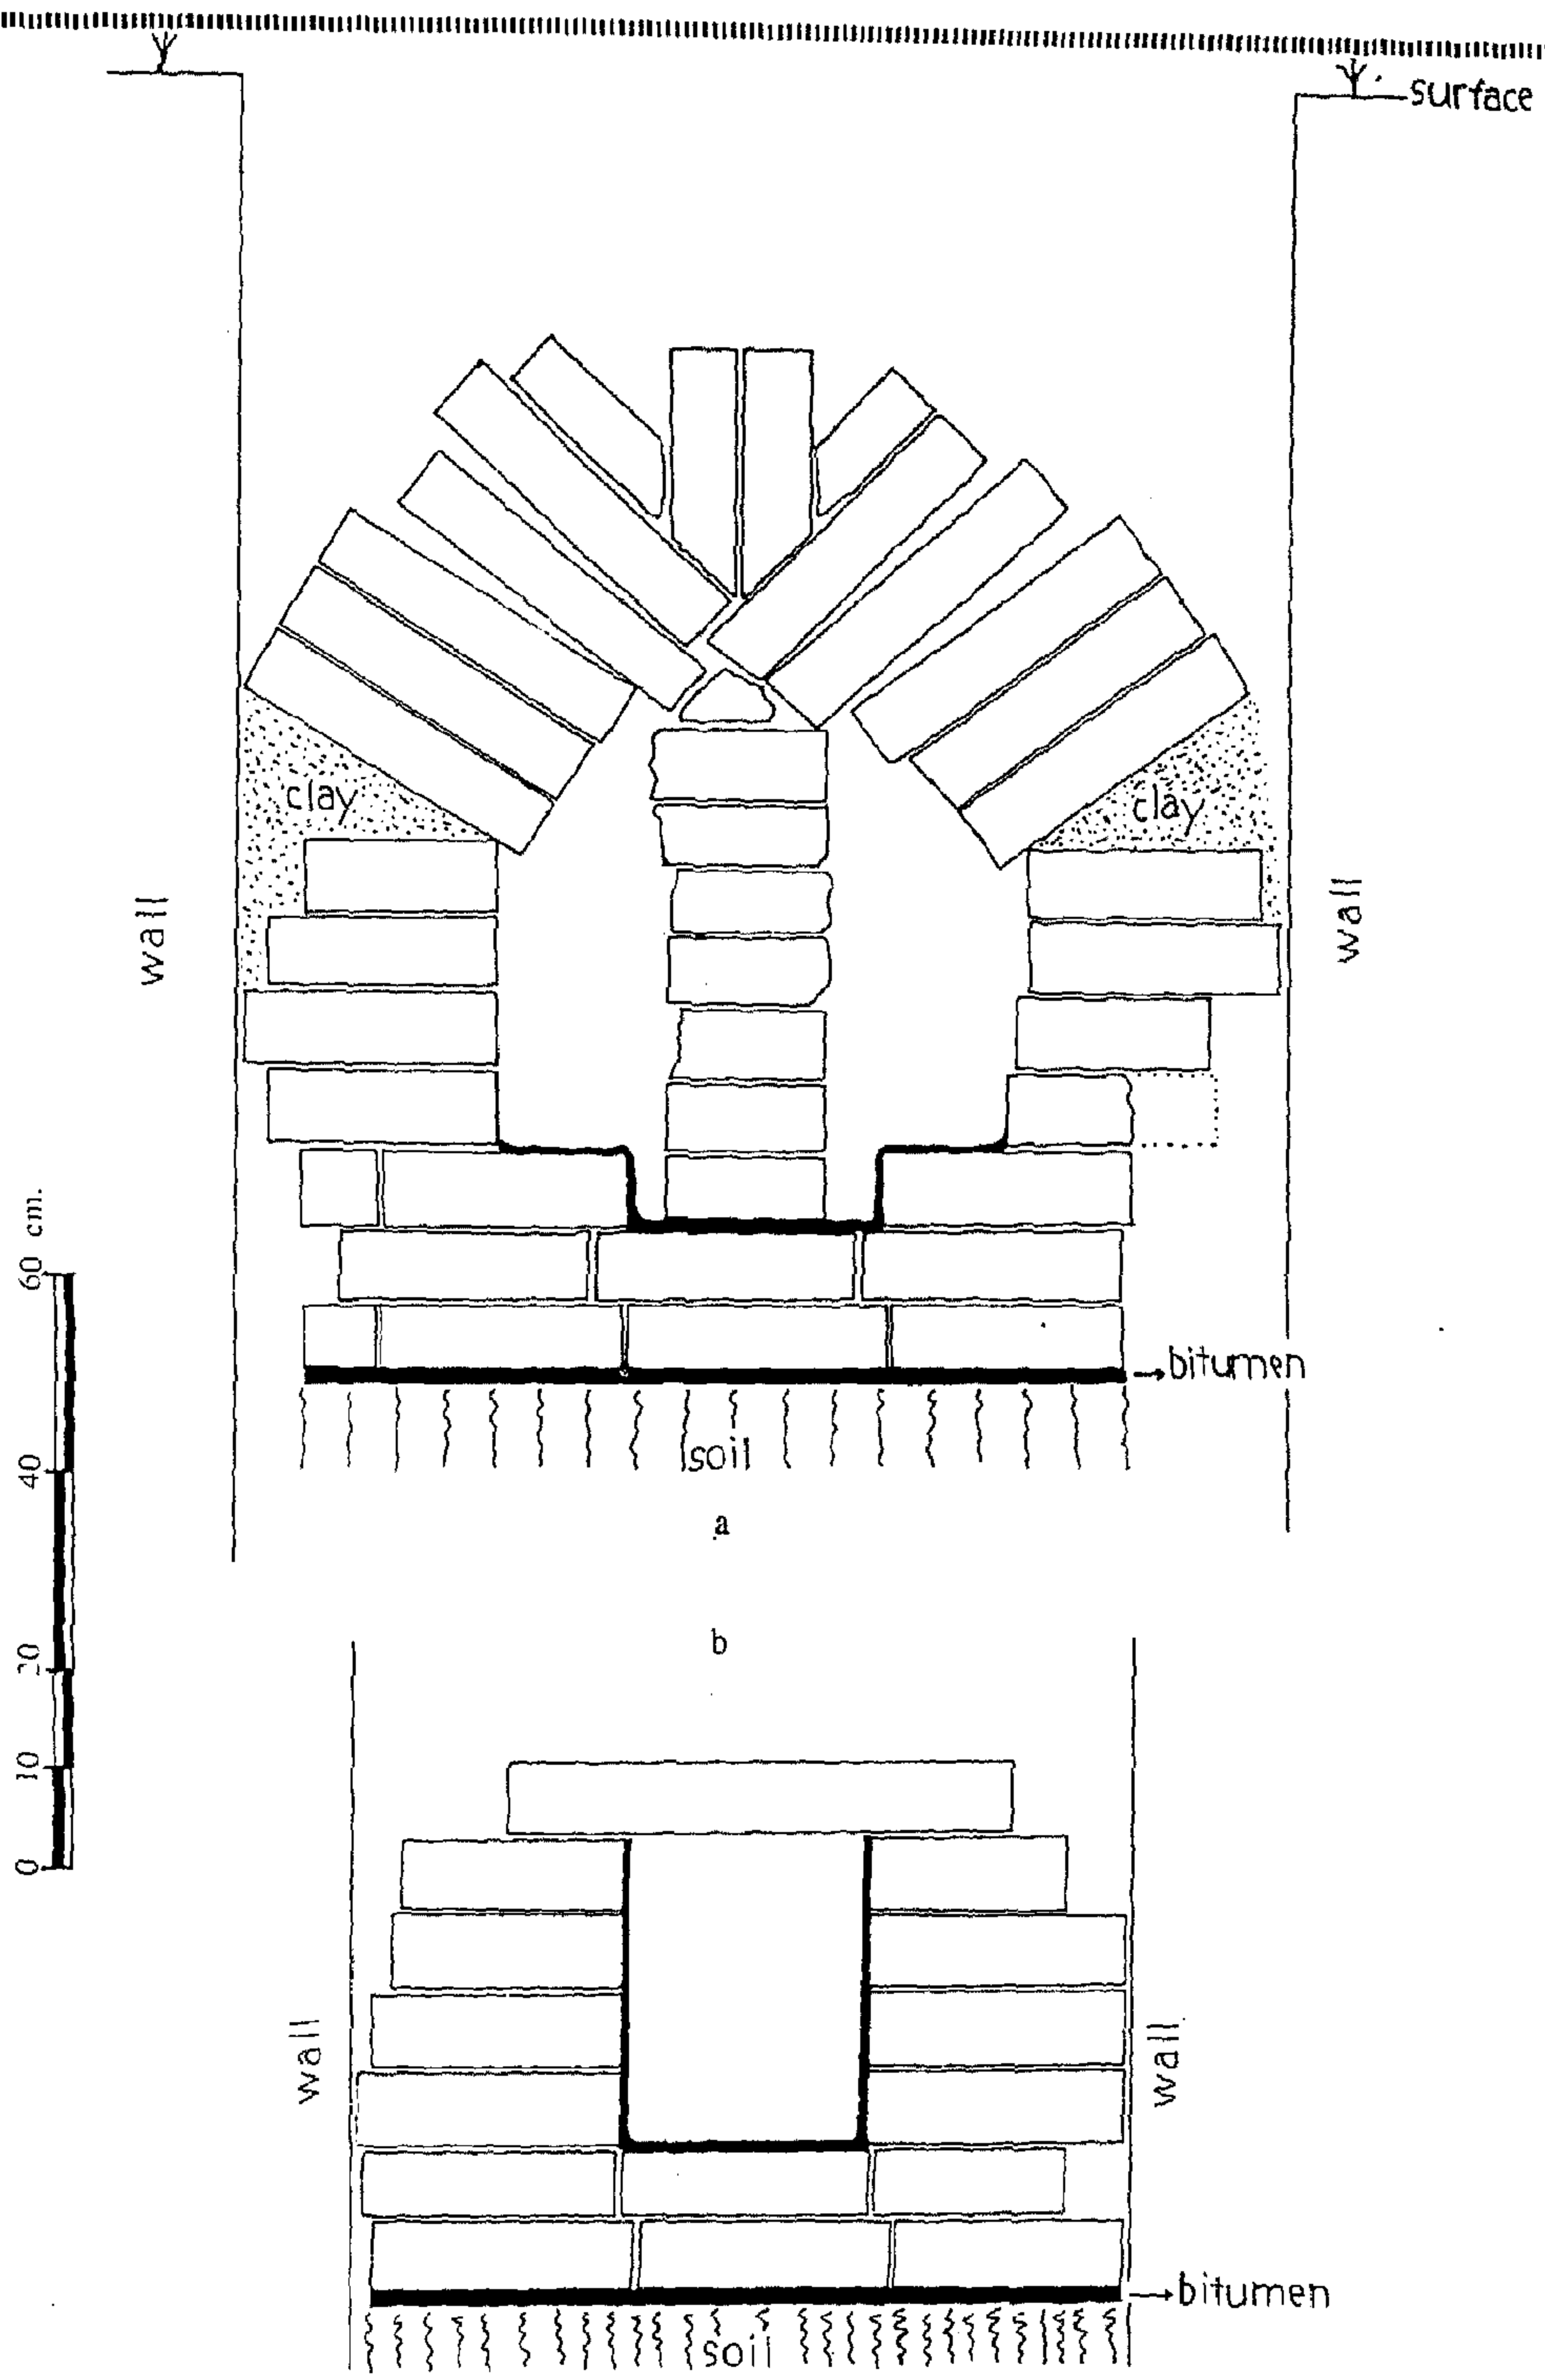 surface
clay
clay
wall
wall
bitumen
soil
a
b
cm.
60
40
20
10
0
wall
wall
bitumen
soil